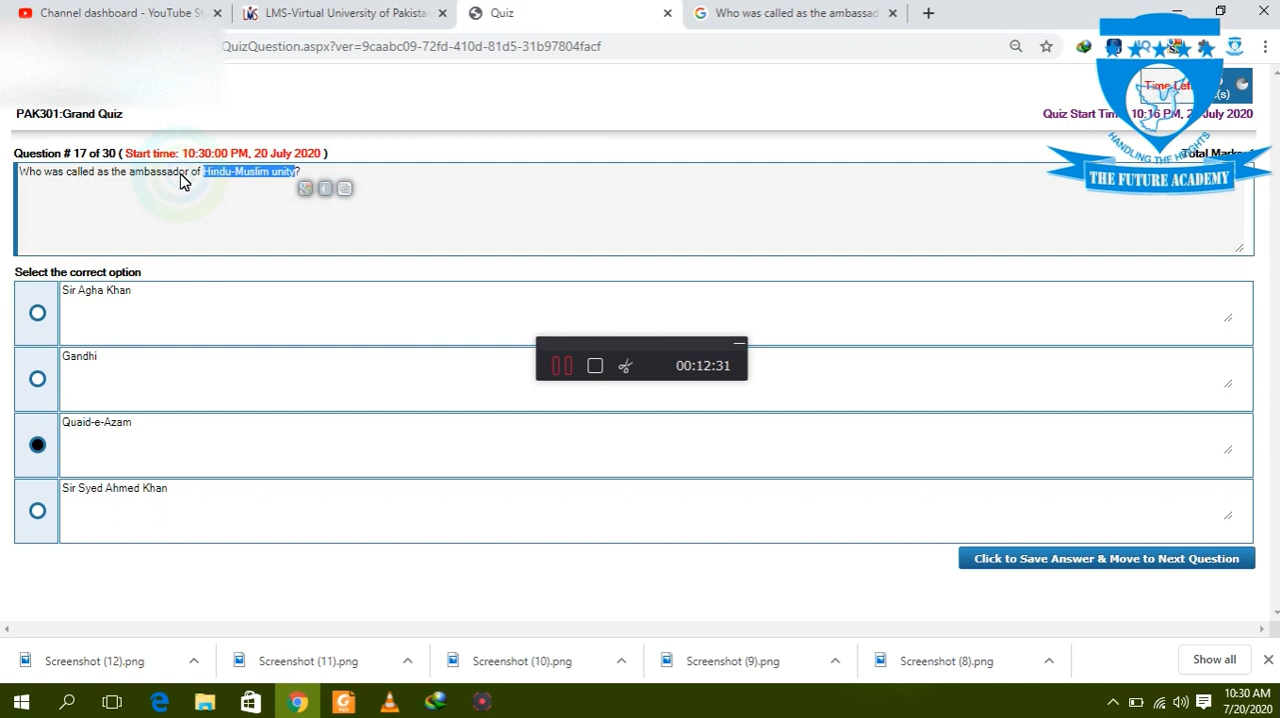 Channel dashboard - YouTube St
LMS-Virtual University of Pakista
Quiz
Who was called as the ambassad
QuizQuestion.aspx?ver=9caabc09-72fd-410d-81d5-31b97804facf
Time Left
(s)
PAK301:Grand Quiz
Quiz Start Tim 10:16 PM, 2 July 2020
HANDLING THE HEIGHTS
Question # 17 of 30 ( Start time: 10:30:00 PM, 20 July 2020 )
Total Marks
THE FUTURE ACADEMY
Who was called as the ambassador of Hindu-Muslim unity?
Select the correct option
Sir Agha Khan
Gandhi
00:12:31
Quaid-e-Azam
Sir Syed Ahmed Khan
Click to Save Answer & Move to Next Question
Screenshot (12).png
Screenshot (11).png
Screenshot (10).png
Screenshot (9).png
Screenshot (8).png
Show all
10:30 AM
7/20/2020